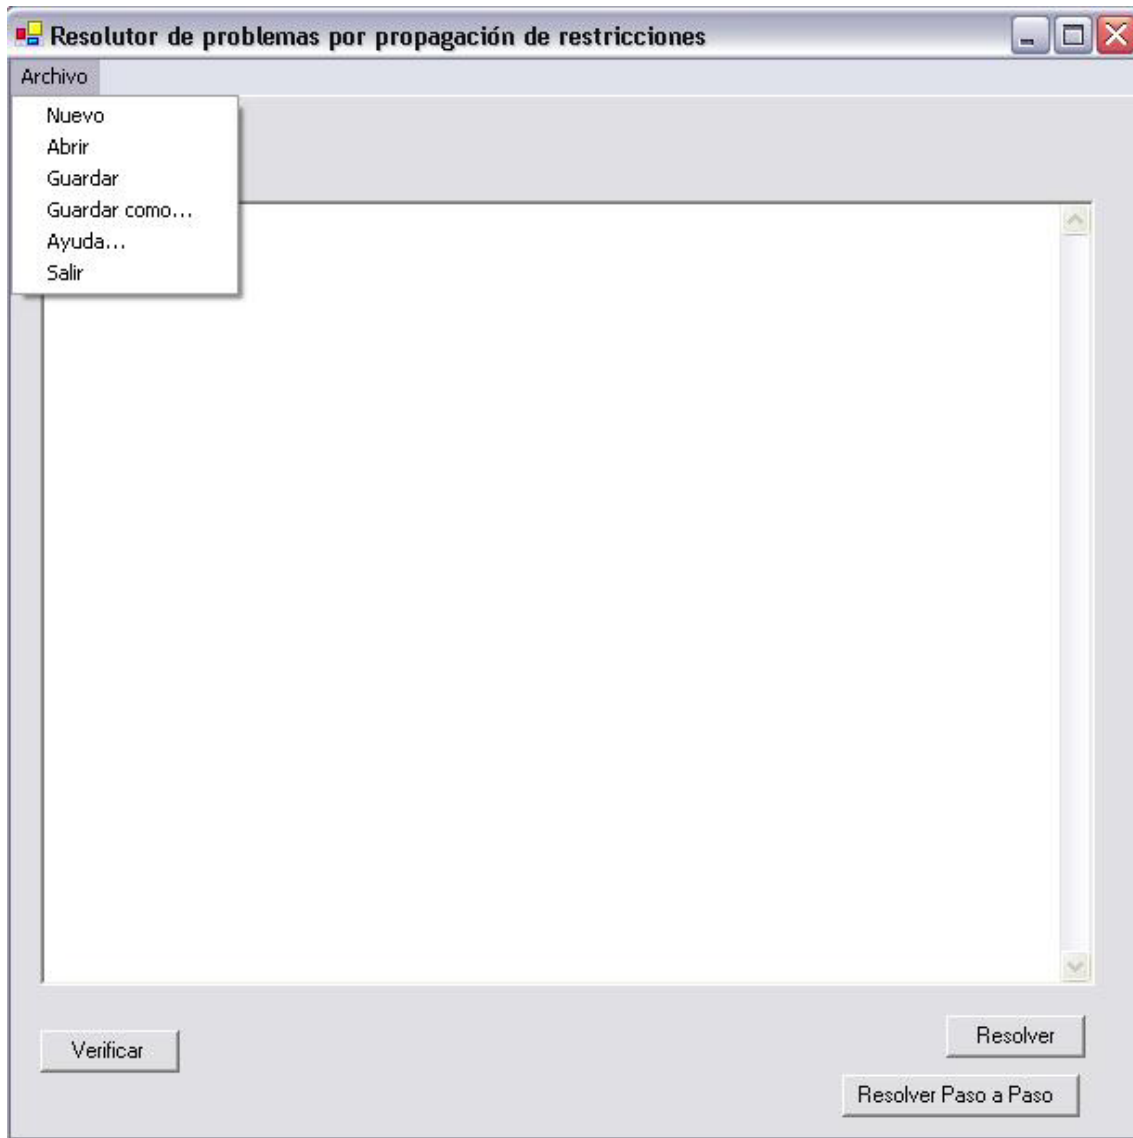 Resolutor de problemas por propagación de restricciones
Archivo
Nuevo
Abrir
Guardar
Guardar como...
Ayuda...
Salir
Verificar
Resolver
Resolver Paso a Paso